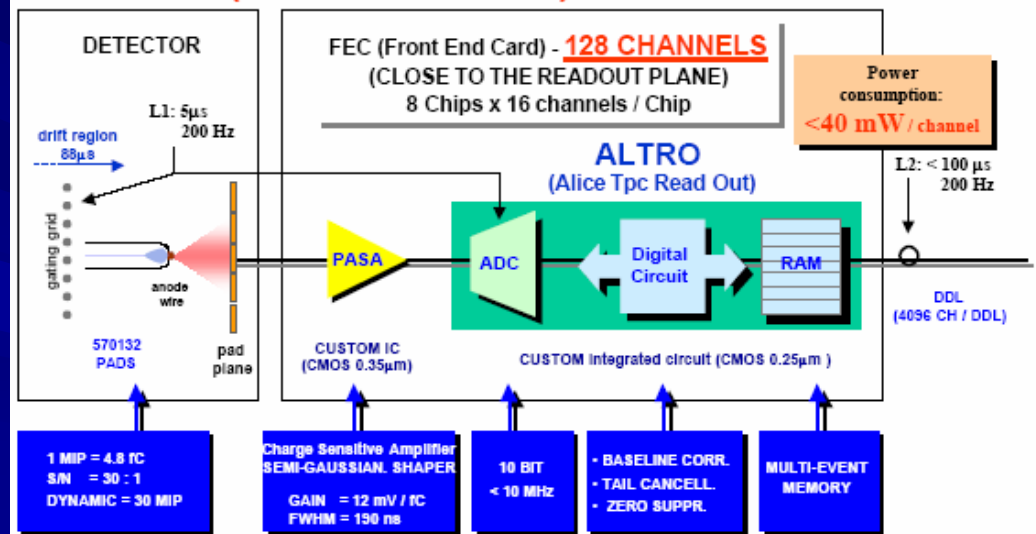 DETECTOR
L1: 5µs
200 Hz
drift region
88µs
gating grid
anode
wire
570132
PADS
pad
plane
FEC (Front End Card) - 128 CHANNELS
(CLOSE TO THE READOUT PLANE)
8 Chips x 16 channels / Chip
Power
consumption:
<40 mW / channel
ALTRO
(Alice Tpc Read Out)
L2: < 100 µs
200 Hz
PASA
ADC
Digital
Circuit
RAM
DDL
(4096 CH / DDL)
CUSTOM IC
(CMOS 0.35µm)
CUSTOM Integrated circuit (CMOS 0.25µm )
1 MIP = 4.8 fC
S/N = 30 : 1
DYNAMIC = 30 MIP
Charge Sensitive Amplifier
SEMI-GAUSSIAN. SHAPER
GAIN = 12 mV / fC
FWHM = 190 ns
10 BIT
< 10 MHz
• BASELINE CORR.
• TAIL CANCELL.
• ZERO SUPPR.
MULTI-EVENT
MEMORY